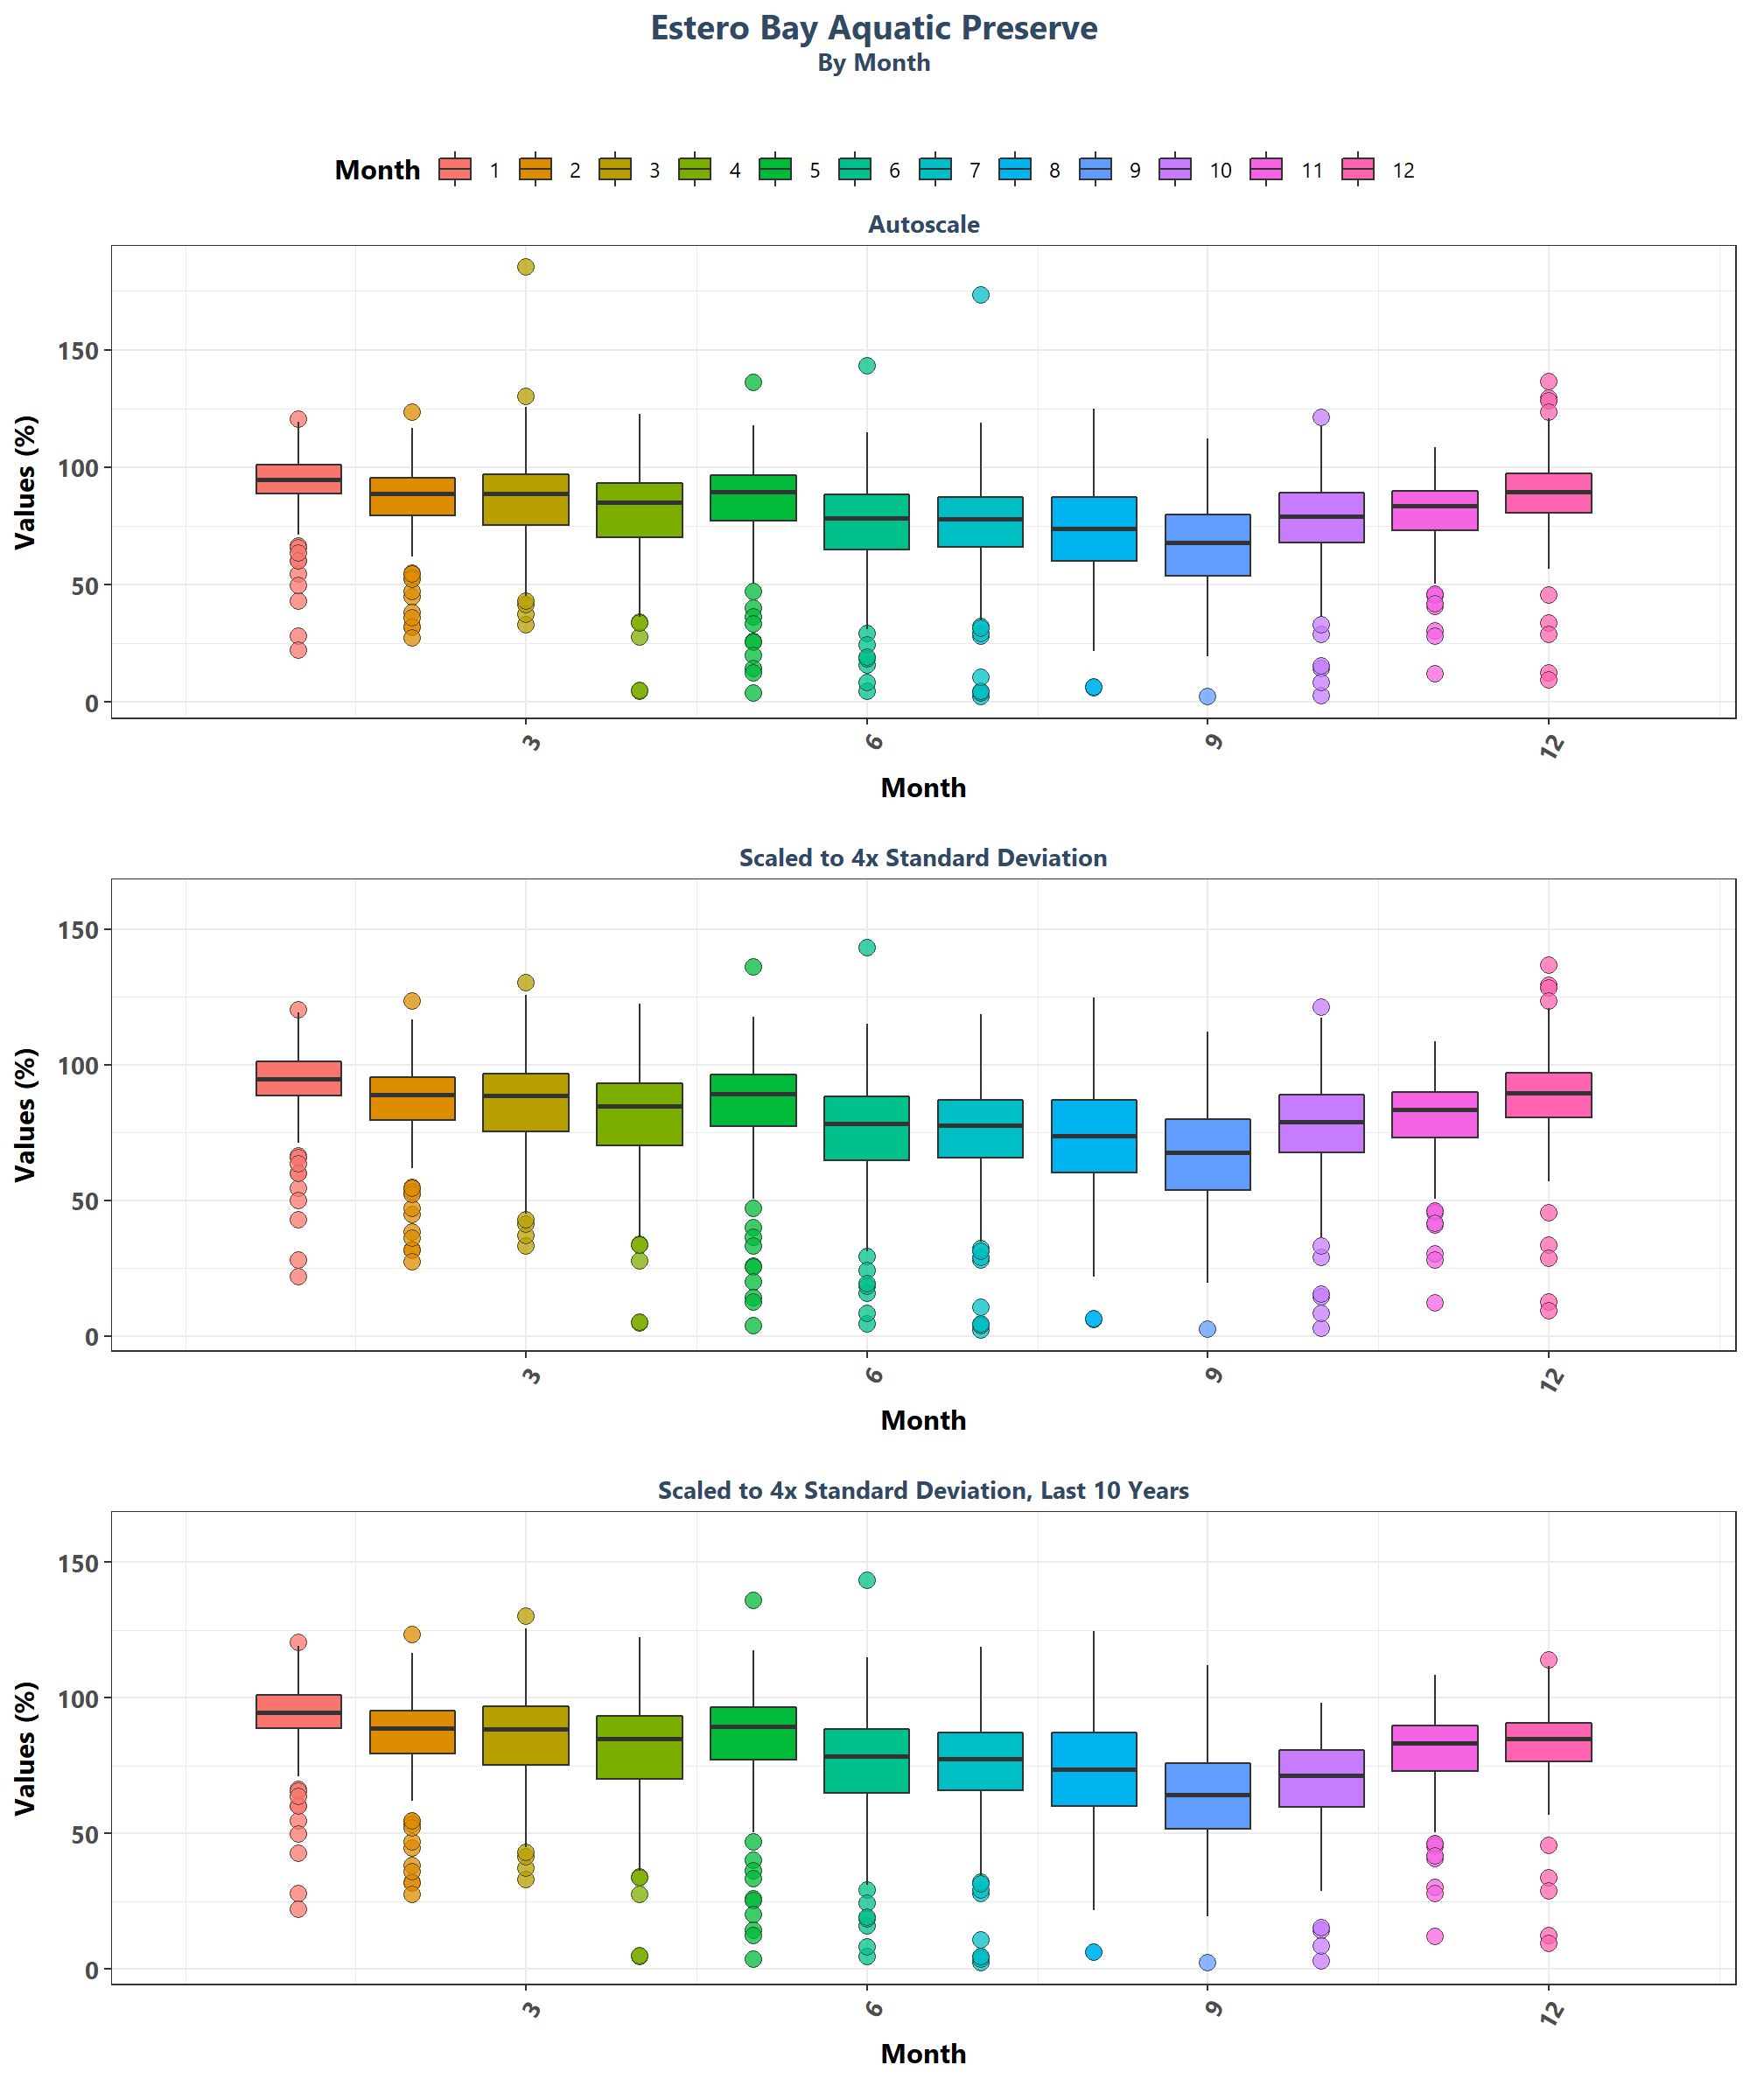 Estero Bay Aquatic Preserve
By Month
Month 1 2 3 4 5 6 7 8 9 10 11 12
Autoscale
Values (%)
150
100
50
0
3 6 9 12
Month
Scaled to 4x Standard Deviation
Values (%)
150
100
50
0
3 6 9 12
Month
Scaled to 4x Standard Deviation, Last 10 Years
Values (%)
150
100
50
0
3 6 9 12
Month